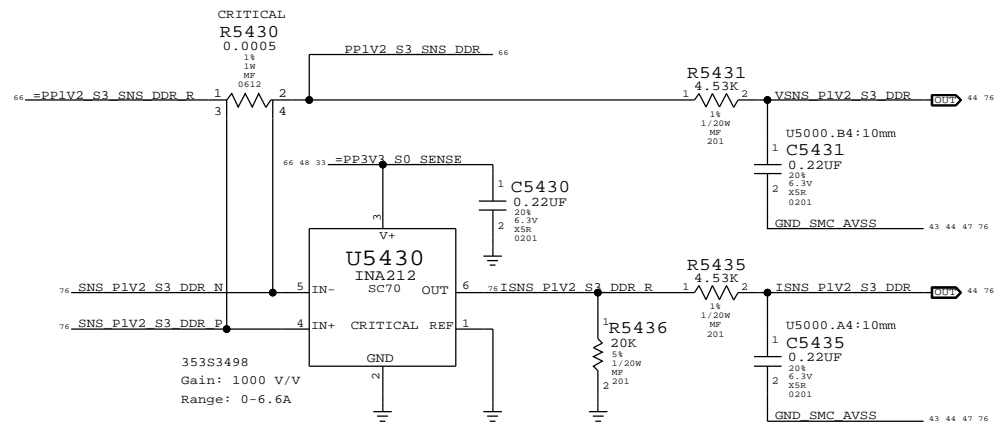 CRITICAL
R5430
0.0005
1%
1W
MF
0612
PP1V2_S3_SNS_DDR 66
66 =PP1V2_S3_SNS_DDR_R 1 2
3 4
R5431
4.53K
1 2
1%
1/20W
MF
201
VSNS_P1V2_S3_DDR OUT 44 76
U5000.B4:10mm
1
C5431
0.22UF
20%
6.3V
X5R
0201
2
GND_SMC_AVSS 43 44 47 76
66 48 33 =PP3V3_S0_SENSE
1
C5430
0.22UF
20%
6.3V
X5R
0201
2
3
V+
U5430
INA212
SC70
76 SNS_P1V2_S3_DDR_N 5 IN-
OUT 6 76 ISNS_P1V2_S3_DDR_R
76 SNS_P1V2_S3_DDR_P 4 IN+
CRITICAL REF 1
GND
2
353S3498
Gain: 1000 V/V
Range: 0-6.6A
1
R5436
20K
5%
1/20W
MF
201
2
R5435
4.53K
1 2
1%
1/20W
MF
201
ISNS_P1V2_S3_DDR OUT 44 76
U5000.A4:10mm
1
C5435
0.22UF
20%
6.3V
X5R
0201
2
GND_SMC_AVSS 43 44 47 76